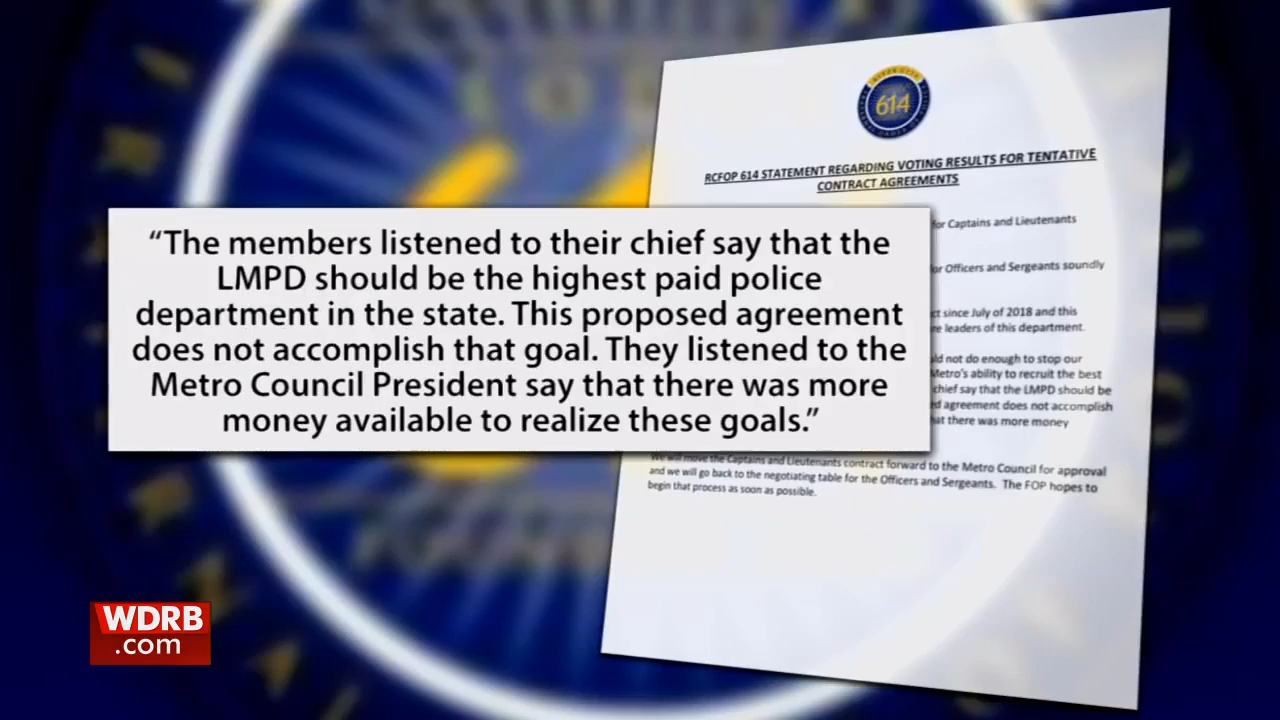 614
RCFOP 614 STATEMENT REGARDING VOTING RESULTS FOR TENTATIVE
CONTRACT AGREEMENTS
for Captains and Lieutenants
for Officers and Sergeants soundly
ct since July of 2018 and this
re leaders of this department.
ld not do enough to stop our
Metro's ability to recruit the best
chief say that the LMPD should be
ed agreement does not accomplish
hat there was more money
“The members listened to their chief say that the
LMPD should be the highest paid police
department in the state. This proposed agreement
does not accomplish that goal. They listened to the
Metro Council President say that there was more
money available to realize these goals.”
We will move the Captains and Lieutenants contract forward to the Metro Council for approval
and we will go back to the negotiating table for the Officers and Sergeants. The FOP hopes to
begin that process as soon as possible.
WDRB
.com